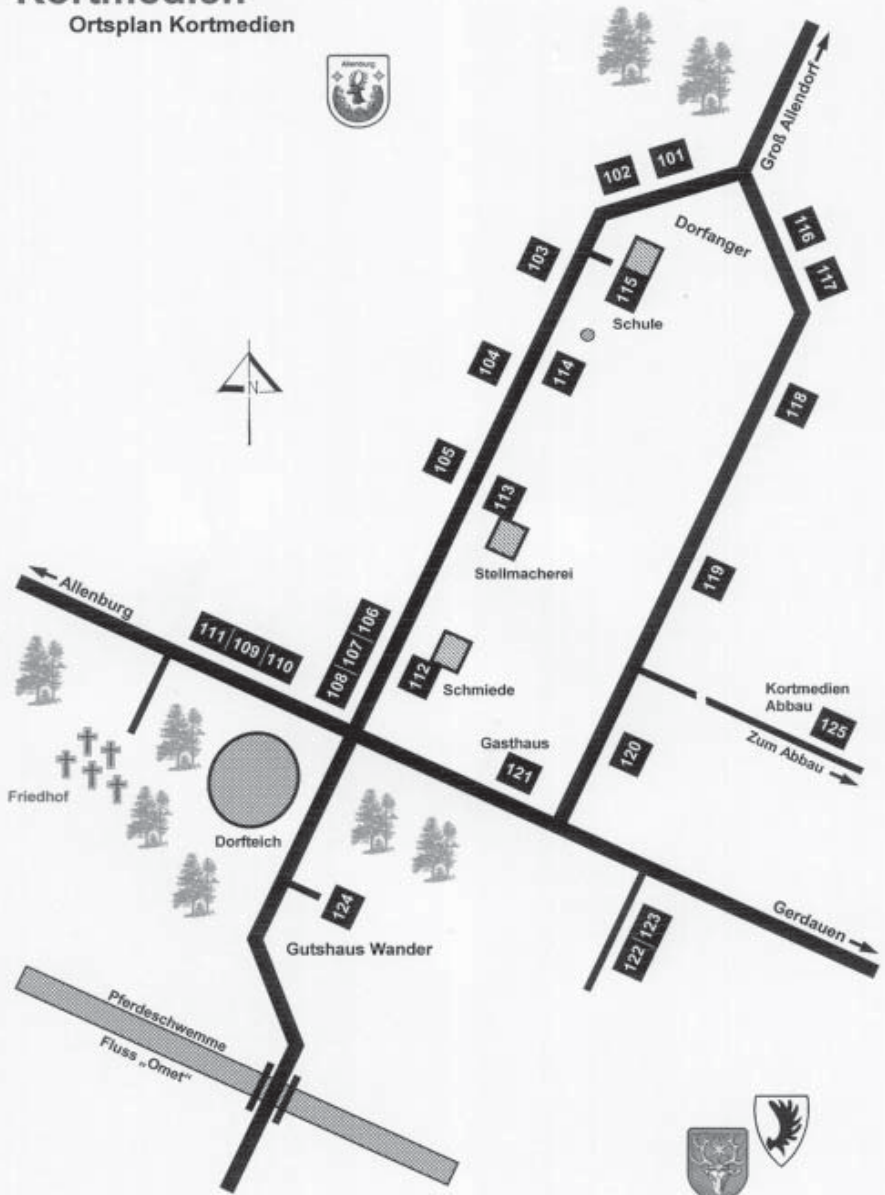 Kortmedien
Ortsplan Kortmedien
Allenburg
Groß Allendorf
101
102
Dorfanger
116
117
103
115
Schule
104
114
118
N
105
113
Stellmacherei
119
Allenburg
111 109 110
108 107 106
112
Schmiede
Kortmedien
Abbau
125
Zum Abbau
Gasthaus
121
120
Friedhof
Dorfteich
124
Gutshaus Wander
122 123
Gerdauen
Pferdeschwemme
Fluss „Omet“